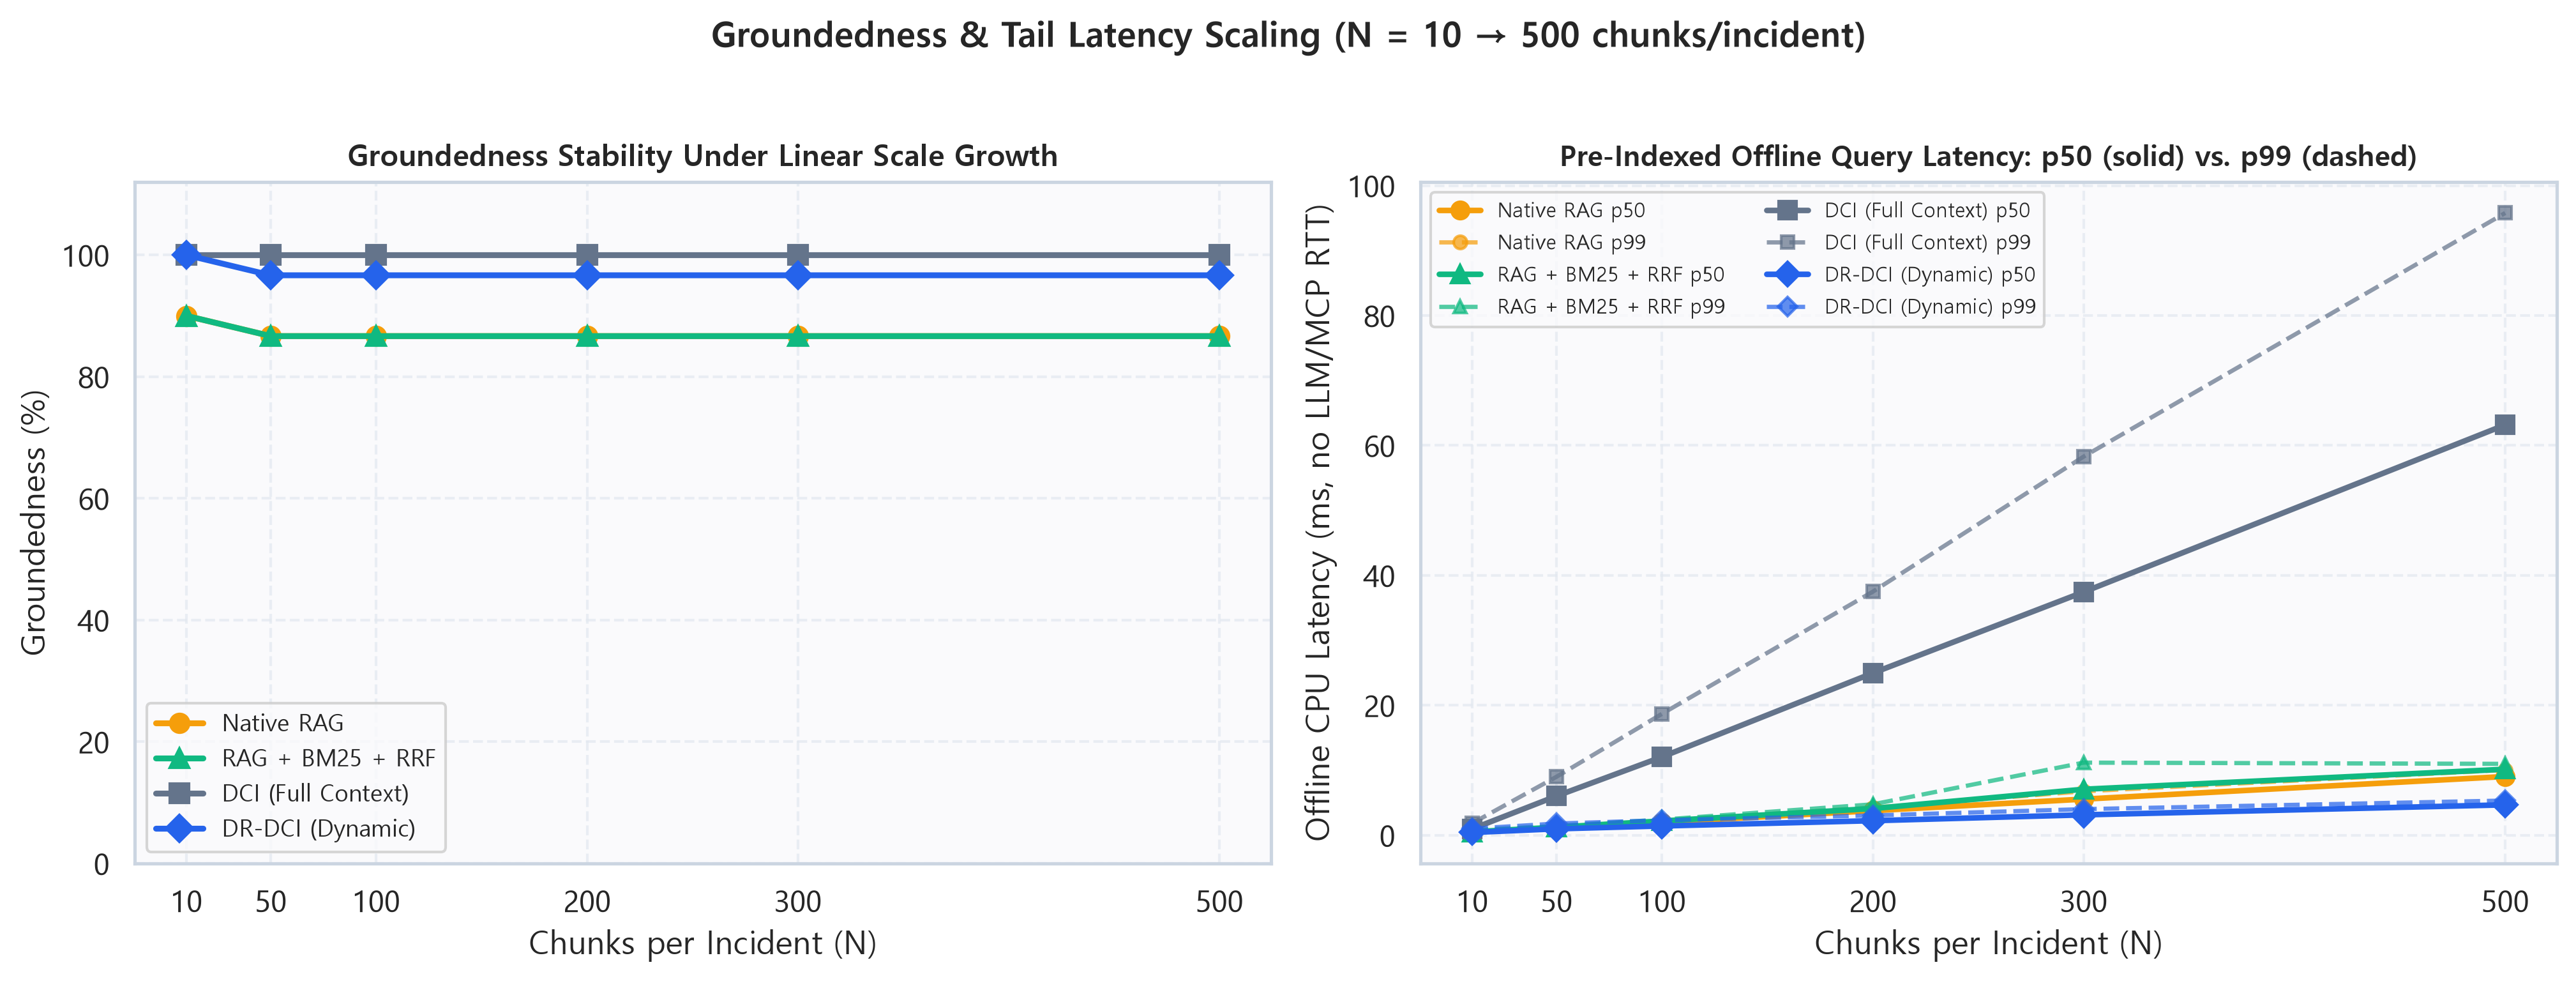 Groundedness & Tail Latency Scaling (N = 10 → 500 chunks/incident)
Groundedness Stability Under Linear Scale Growth
Groundedness (%)
100
80
60
40
20
0
10 50 100 200 300 500
Chunks per Incident (N)
Native RAG
RAG + BM25 + RRF
DCI (Full Context)
DR-DCI (Dynamic)
Pre-Indexed Offline Query Latency: p50 (solid) vs. p99 (dashed)
Offline CPU Latency (ms, no LLM/MCP RTT)
100
80
60
40
20
0
10 50 100 200 300 500
Chunks per Incident (N)
Native RAG p50
Native RAG p99
RAG + BM25 + RRF p50
RAG + BM25 + RRF p99
DCI (Full Context) p50
DCI (Full Context) p99
DR-DCI (Dynamic) p50
DR-DCI (Dynamic) p99